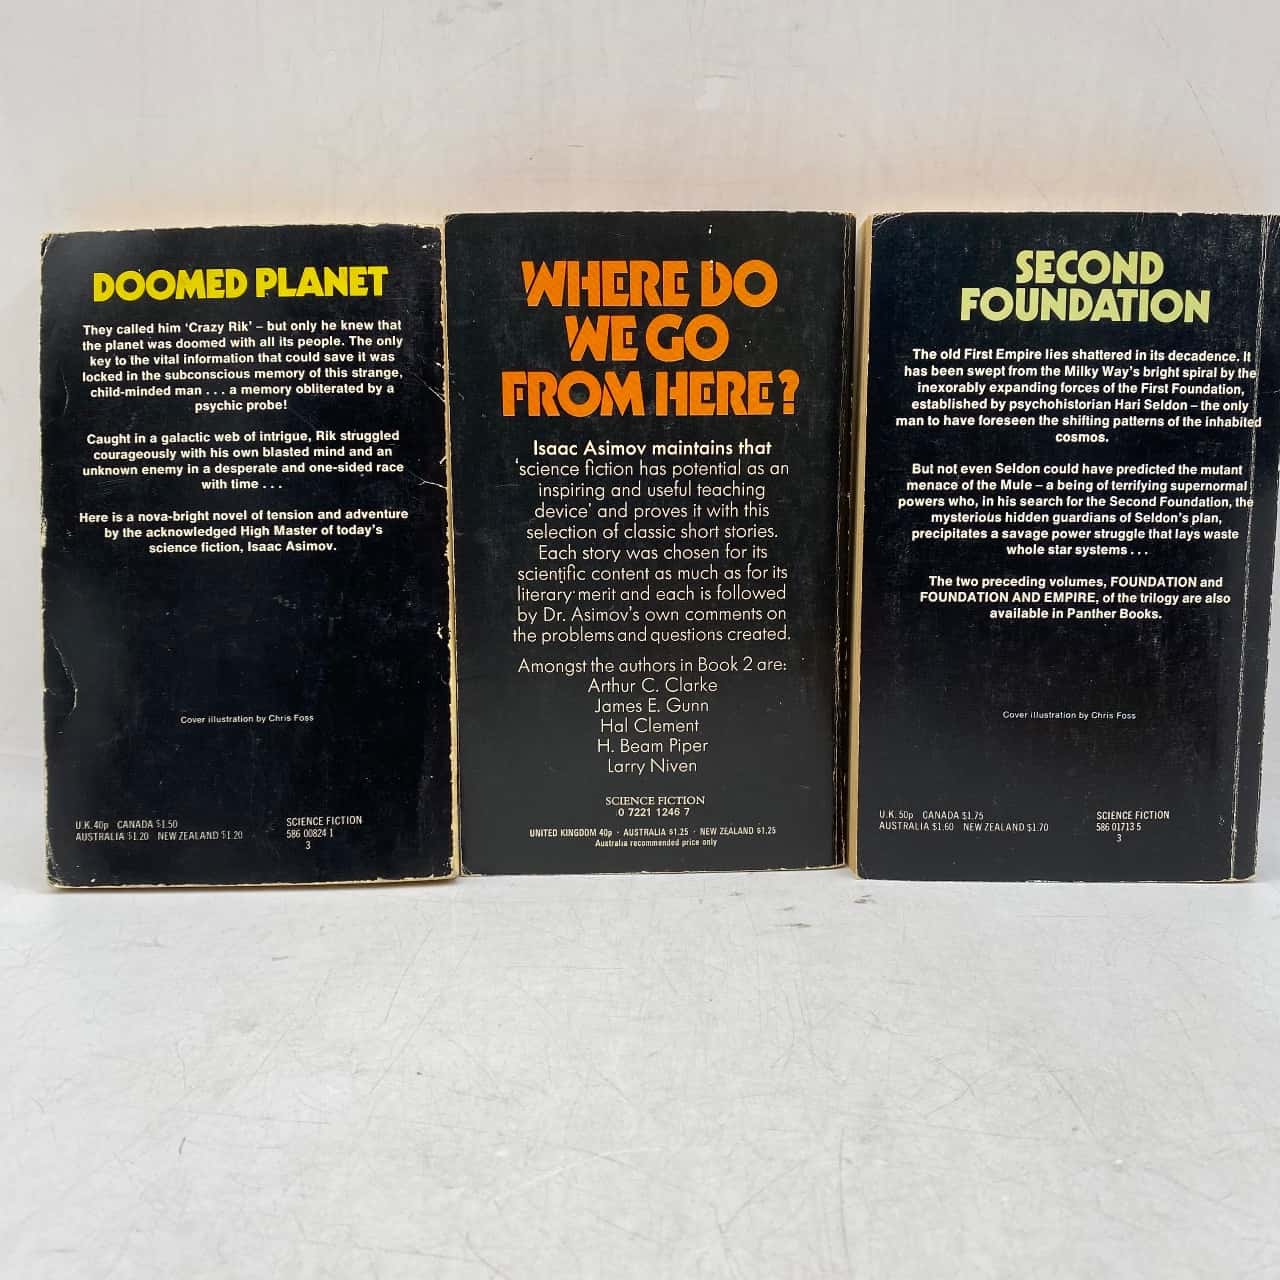 DOOMED PLANET
They called him 'Crazy Rik' – but only he knew that
the planet was doomed with all its people. The only
key to the vital information that could save it was
locked in the subconscious memory of this strange,
child-minded man . . . a memory obliterated by a
psychic probe!
Caught in a galactic web of intrigue, Rik struggled
courageously with his own blasted mind and an
unknown enemy in a desperate and one-sided race
with time . . .
Here is a nova-bright novel of tension and adventure
by the acknowledged High Master of today's
science fiction, Isaac Asimov.
Cover illustration by Chris Foss
U.K. 40p CANADA $1.50
AUSTRALIA $1.20 NEW ZEALAND $1.20
SCIENCE FICTION
586 00824 1
3
WHERE DO
WE GO
FROM HERE?
Isaac Asimov maintains that
'science fiction has potential as an
inspiring and useful teaching
device' and proves it with this
selection of classic short stories.
Each story was chosen for its
scientific content as much as for its
literary merit and each is followed
by Dr. Asimov's own comments on
the problems and questions created.
Amongst the authors in Book 2 are:
Arthur C. Clarke
James E. Gunn
Hal Clement
H. Beam Piper
Larry Niven
SCIENCE FICTION
0 7221 1246 7
UNITED KINGDOM 40p · AUSTRALIA $1.25 · NEW ZEALAND $1.25
Australia recommended price only
SECOND
FOUNDATION
The old First Empire lies shattered in its decadence. It
has been swept from the Milky Way's bright spiral by the
inexorably expanding forces of the First Foundation,
established by psychohistorian Hari Seldon – the only
man to have foreseen the shifting patterns of the inhabited
cosmos.
But not even Seldon could have predicted the mutant
menace of the Mule – a being of terrifying supernormal
powers who, in his search for the Second Foundation, the
mysterious hidden guardians of Seldon's plan,
precipitates a savage power struggle that lays waste
whole star systems . . .
The two preceding volumes, FOUNDATION and
FOUNDATION AND EMPIRE, of the trilogy are also
available in Panther Books.
Cover illustration by Chris Foss
U.K. 50p CANADA $1.75
AUSTRALIA $1.60 NEW ZEALAND $1.70
SCIENCE FICTION
586 01713 5
3